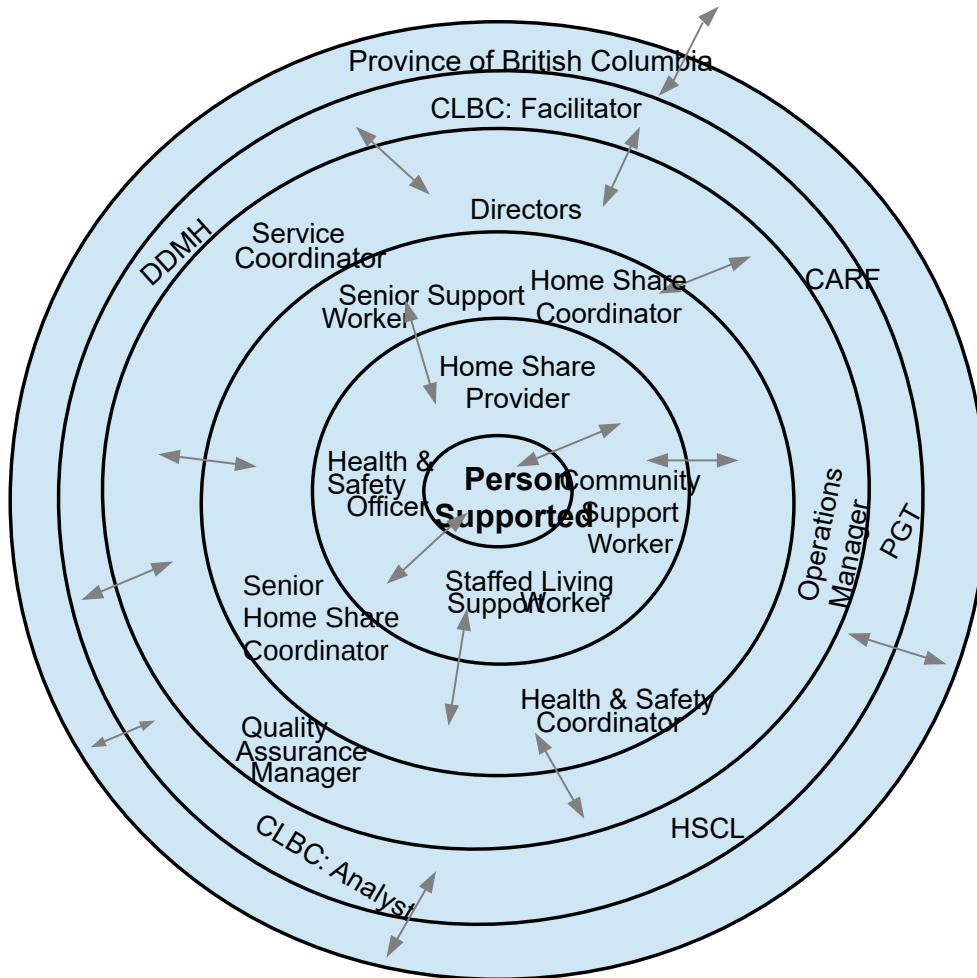 Province of British Columbia
CLBC: Facilitator
Directors
DDMH
Service
Coordinator
CARF
Home Share
Coordinator
Senior Support
Worker
Home Share
Provider
Health &
Safety
Officer
Person
Supported
Community
Support
Worker
Operations
Manager
PGT
Staffed Living
Support Worker
Senior
Home Share
Coordinator
Health & Safety
Coordinator
Quality
Assurance
Manager
HSCL
CLBC: Analyst